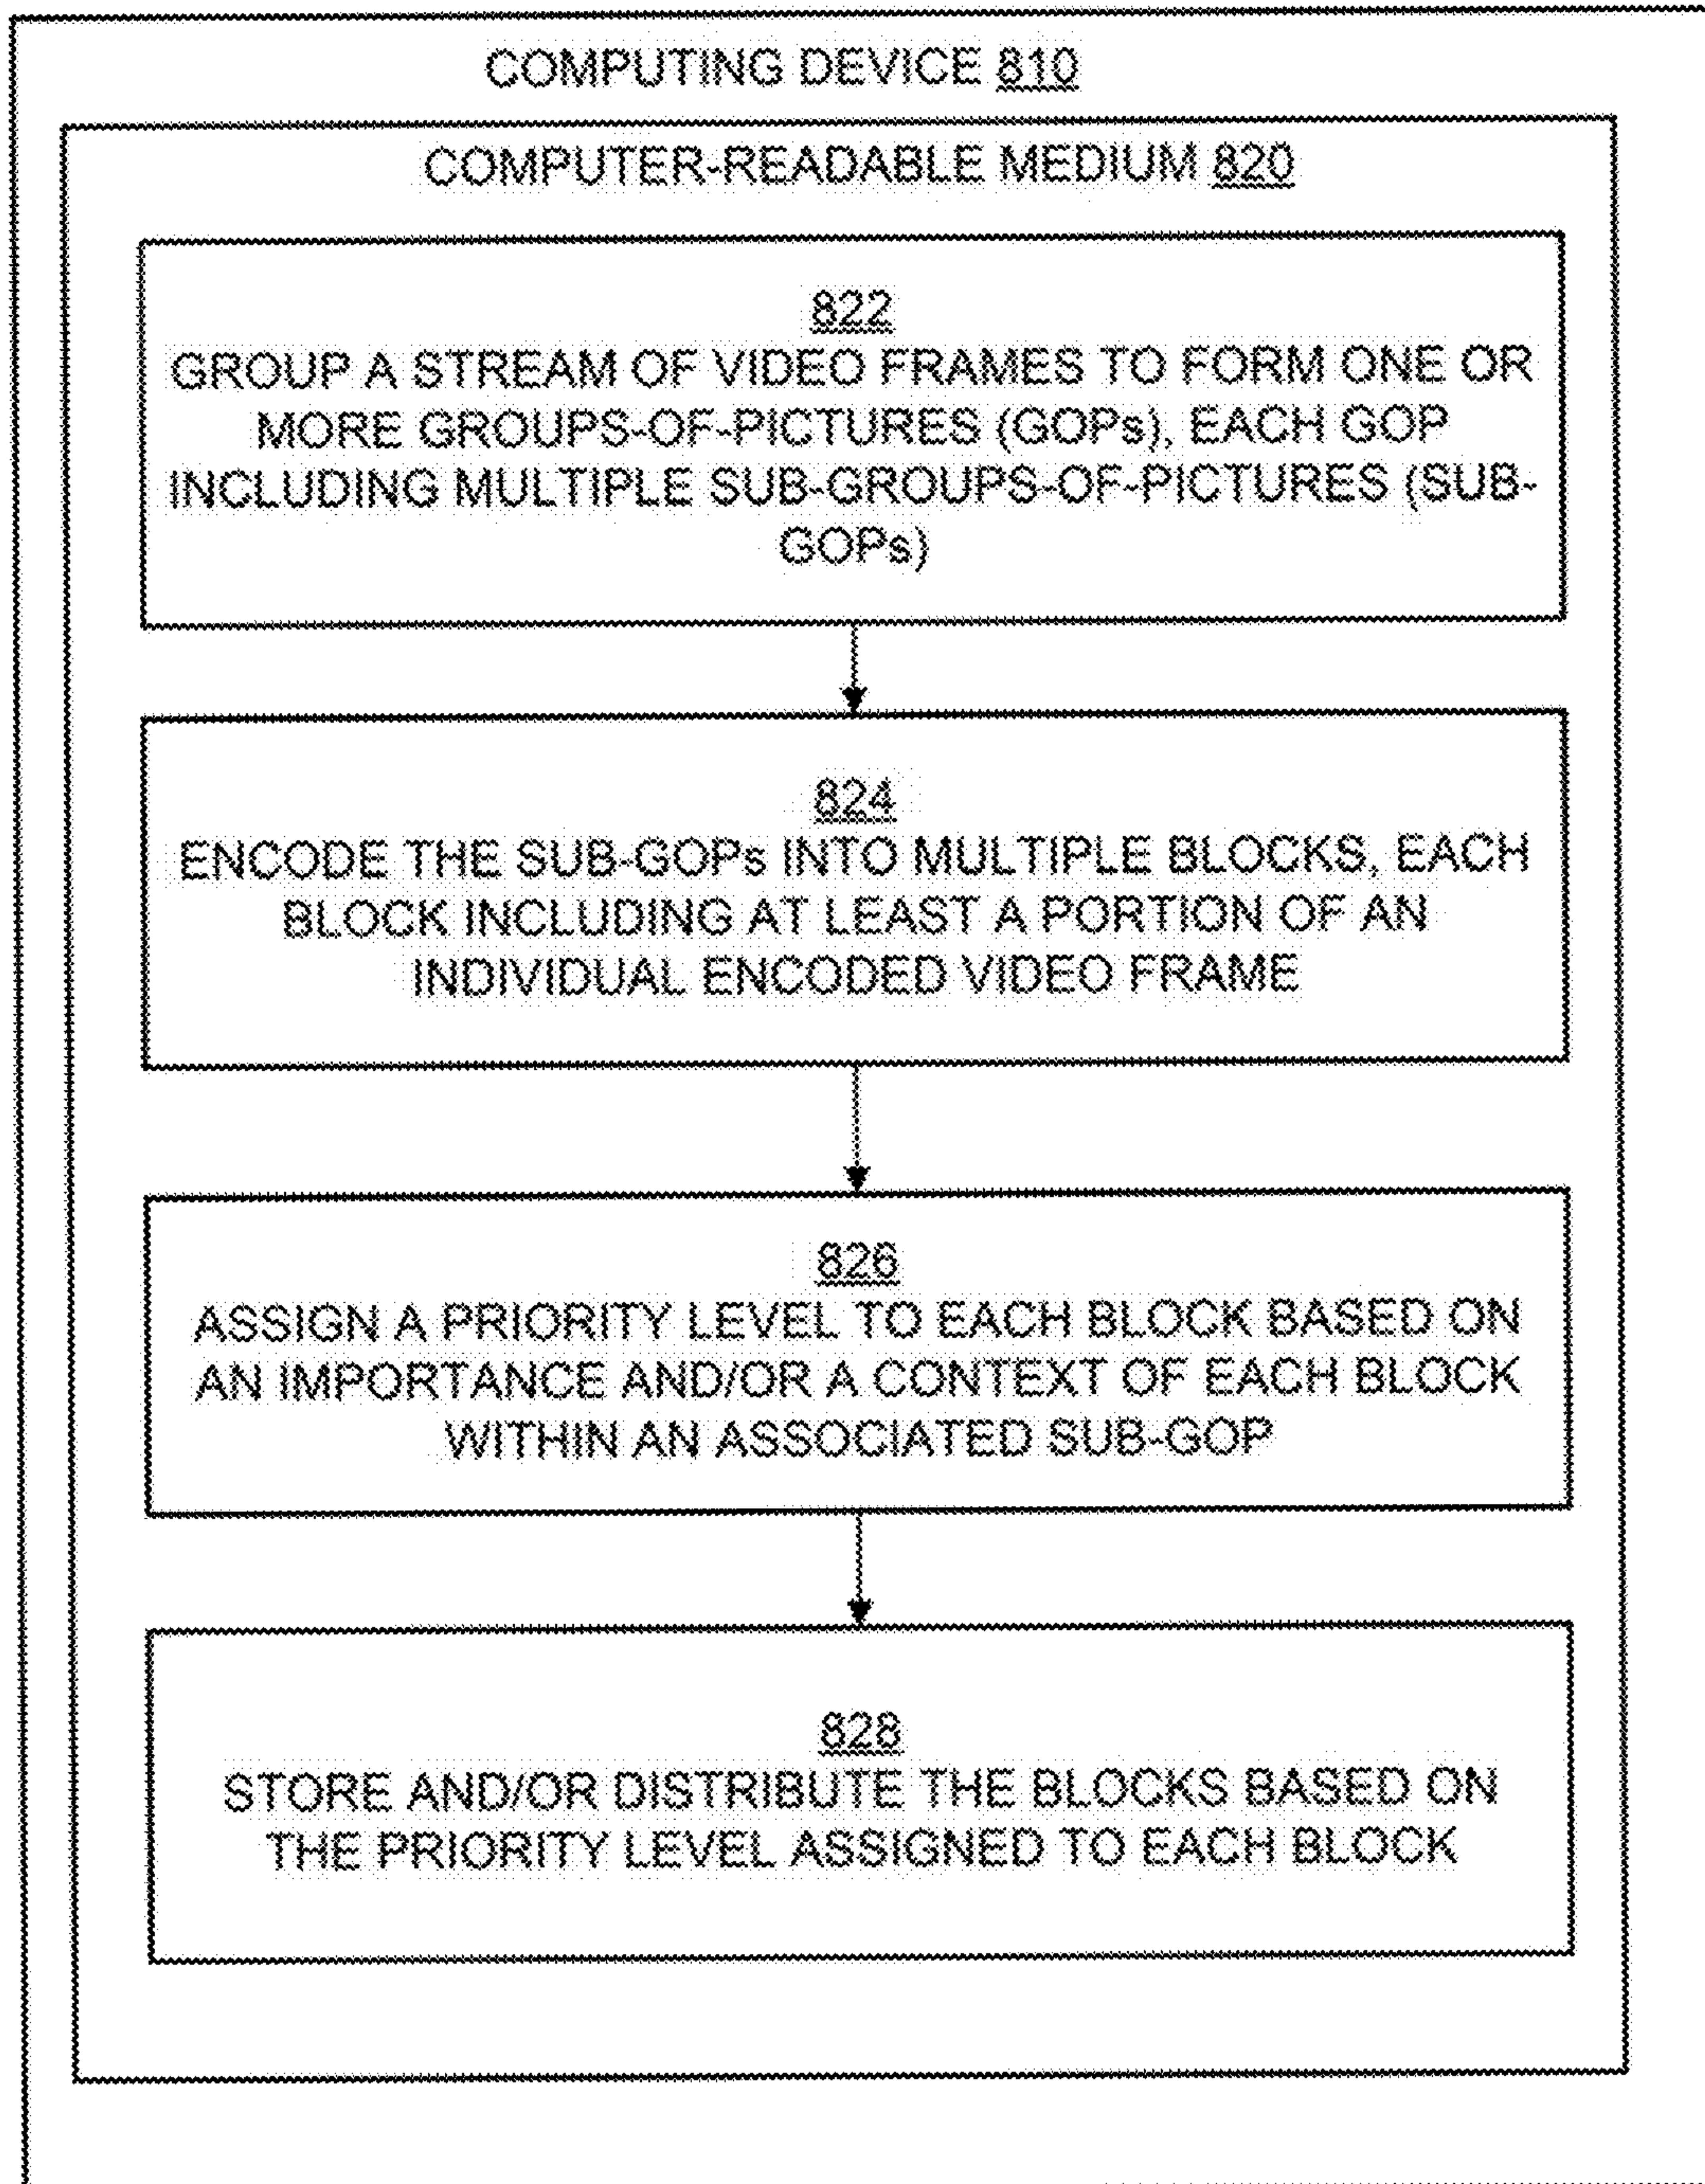 COMPUTING DEVICE 810
COMPUTER-READABLE MEDIUM 820
822
GROUP A STREAM OF VIDEO FRAMES TO FORM ONE OR
MORE GROUPS-OF-PICTURES (GOPs), EACH GOP
INCLUDING MULTIPLE SUB-GROUPS-OF-PICTURES (SUB-
GOPs)
824
ENCODE THE SUB-GOPs INTO MULTIPLE BLOCKS, EACH
BLOCK INCLUDING AT LEAST A PORTION OF AN
INDIVIDUAL ENCODED VIDEO FRAME
826
ASSIGN A PRIORITY LEVEL TO EACH BLOCK BASED ON
AN IMPORTANCE AND/OR A CONTEXT OF EACH BLOCK
WITHIN AN ASSOCIATED SUB-GOP
828
STORE AND/OR DISTRIBUTE THE BLOCKS BASED ON
THE PRIORITY LEVEL ASSIGNED TO EACH BLOCK